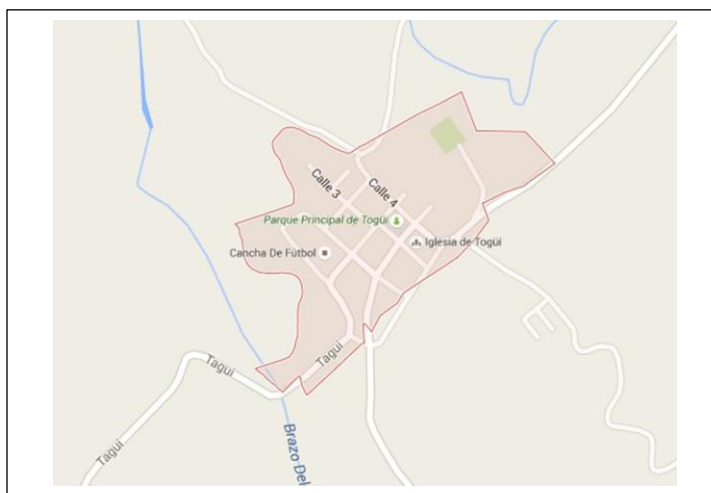 Calle 3
Calle 4
Parque Principal de Togüí
Iglesia de Togüí
Cancha De Fútbol
Tagui
Tagui
Tagui
Brazo Del